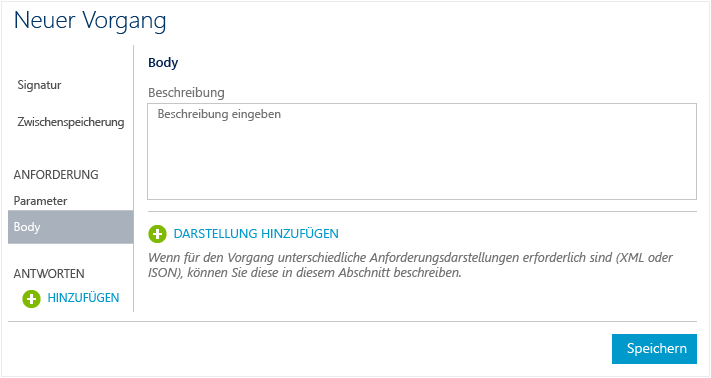 Neuer Vorgang
Signatur
Zwischenspeicherung
ANFORDERUNG
Parameter
Body
ANTWORTEN
HINZUFÜGEN
Body
Beschreibung
Beschreibung eingeben
DARSTELLUNG HINZUFÜGEN
Wenn für den Vorgang unterschiedliche Anforderungsdarstellungen erforderlich sind (XML oder
ISON), können Sie diese in diesem Abschnitt beschreiben.
Speichern